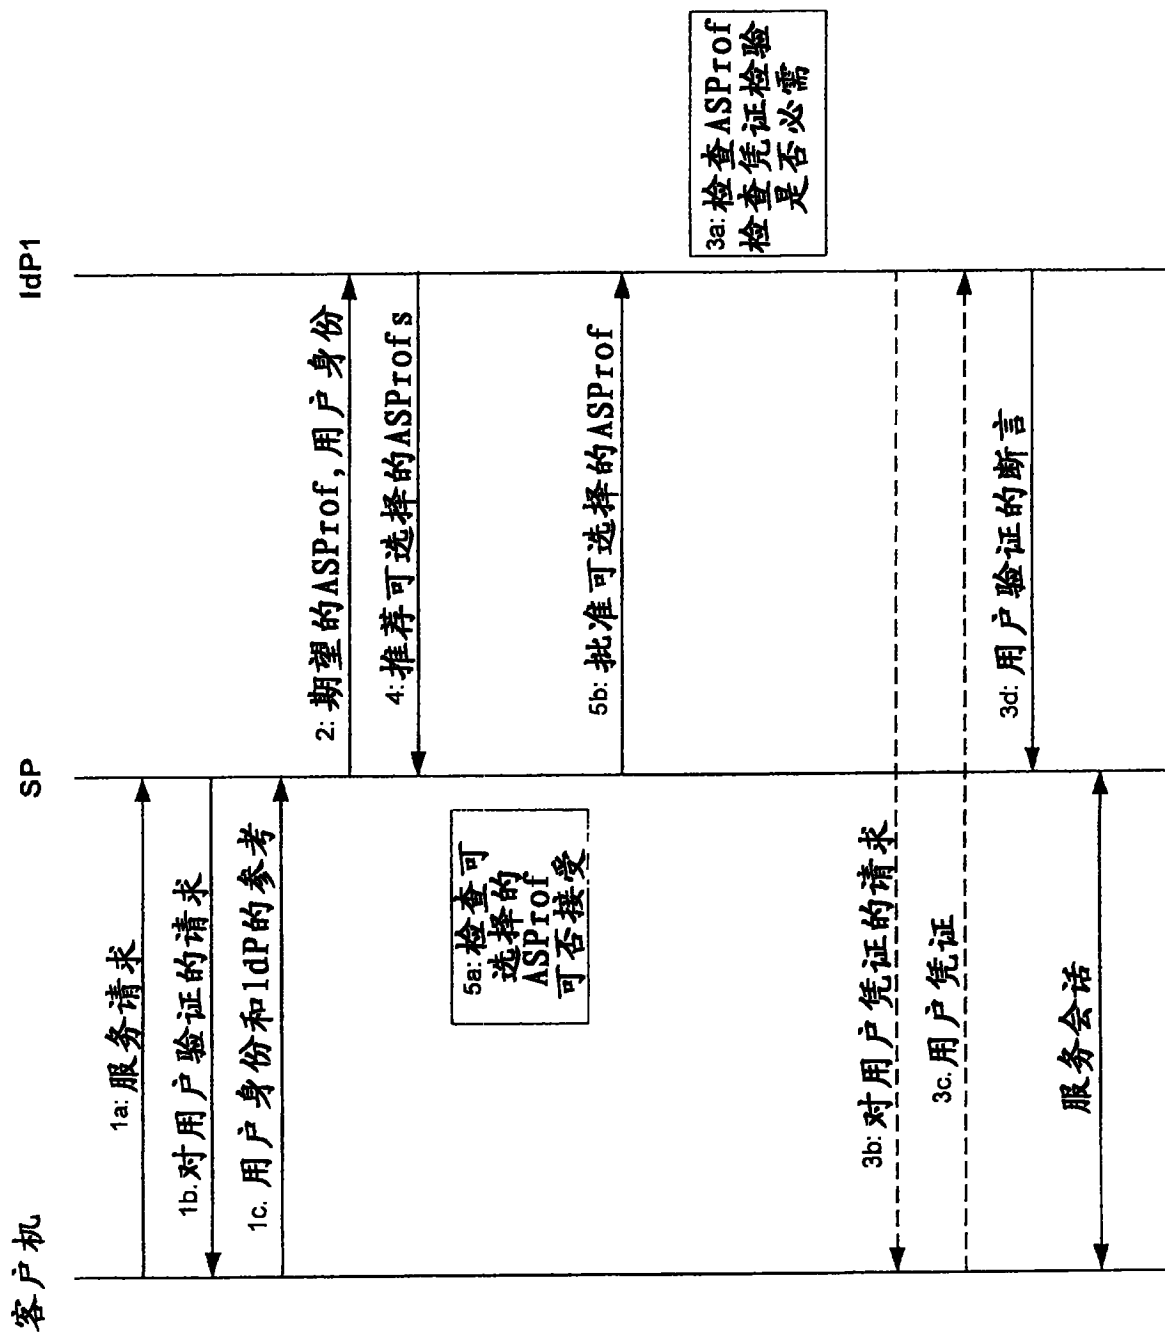 客户机
SP
IdP1
1a: 服务请求
1b. 对用户验证的请求
1c. 用户身份和ldP的参考
2: 期望的ASProf,用户身份
4: 推荐可选择的ASProfs
5a: 检查可
选择的
ASProf
可否接受
5b: 批准可选择的ASProf
3a: 检查ASProf
检查凭证检验
是否必需
3b: 对用户凭证的请求
3c. 用户凭证
3d: 用户验证的断言
服务会话